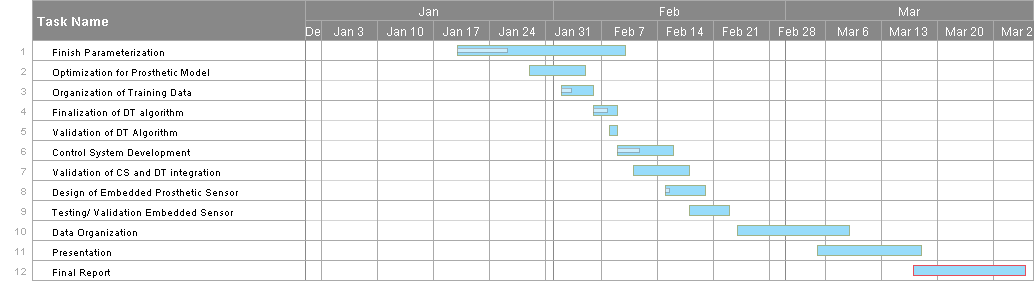 Task Name
Jan Feb Mar
De Jan 3 Jan 10 Jan 17 Jan 24 Jan 31 Feb 7 Feb 14 Feb 21 Feb 28 Mar 6 Mar 13 Mar 20 Mar 2
1 Finish Parameterization
2 Optimization for Prosthetic Model
3 Organization of Training Data
4 Finalization of DT algorithm
5 Validation of DT Algorithm
6 Control System Development
7 Validation of CS and DT integration
8 Design of Embedded Prosthetic Sensor
9 Testing/ Validation Embedded Sensor
10 Data Organization
11 Presentation
12 Final Report